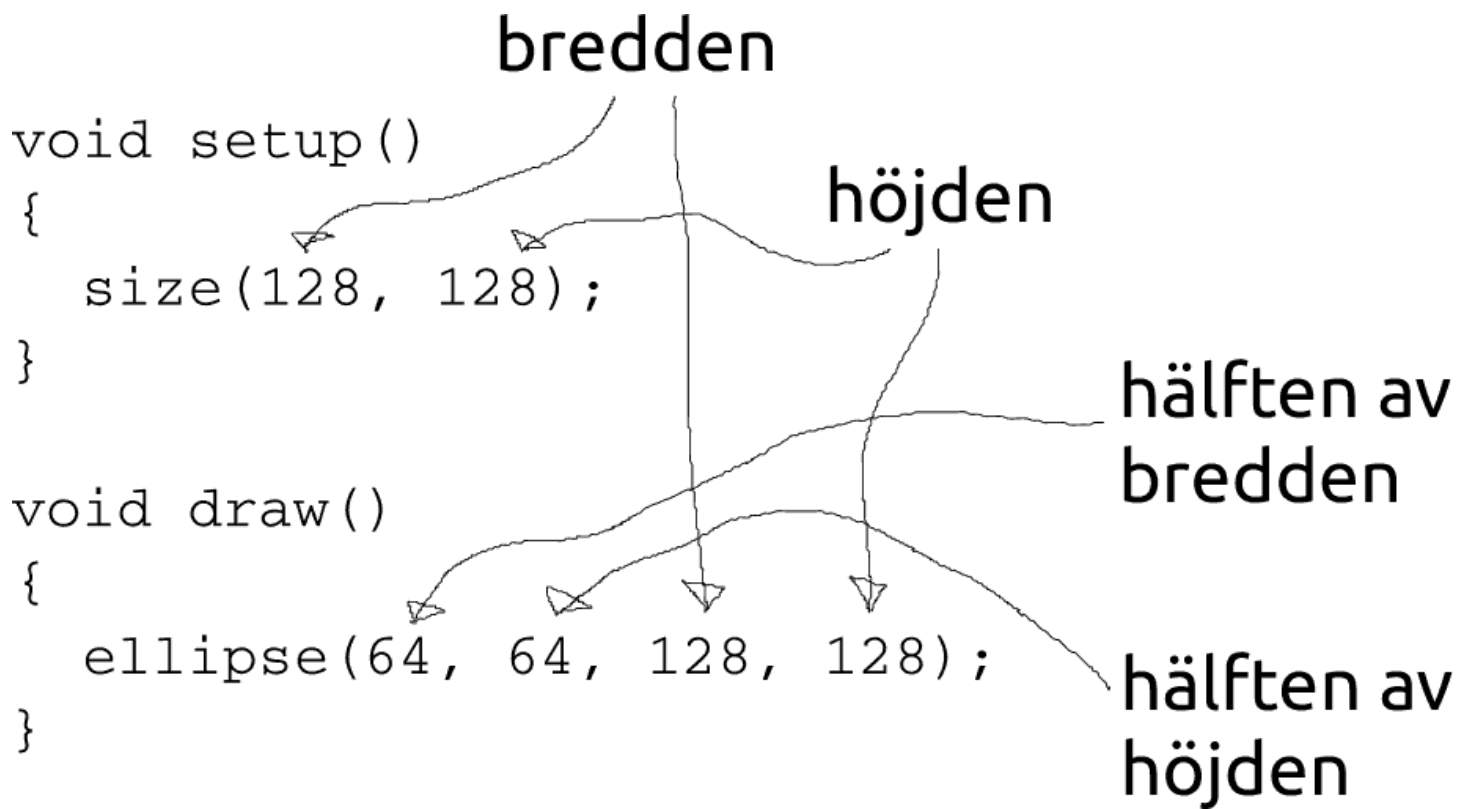 bredden
void setup()
{
höjden
size(128, 128);
}
hälften av
bredden
void draw()
{
ellipse(64, 64, 128, 128);
hälften av
höjden
}